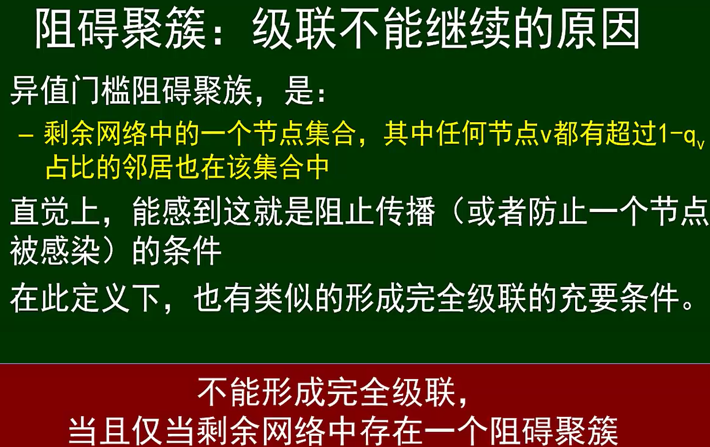 阻碍聚簇：级联不能继续的原因
异值门槛阻碍聚族，是：
– 剩余网络中的一个节点集合，其中任何节点v都有超过1-qv
占比的邻居也在该集合中
直觉上，能感到这就是阻止传播（或者防止一个节点
被感染）的条件
在此定义下，也有类似的形成完全级联的充要条件。
不能形成完全级联，
当且仅当剩余网络中存在一个阻碍聚簇